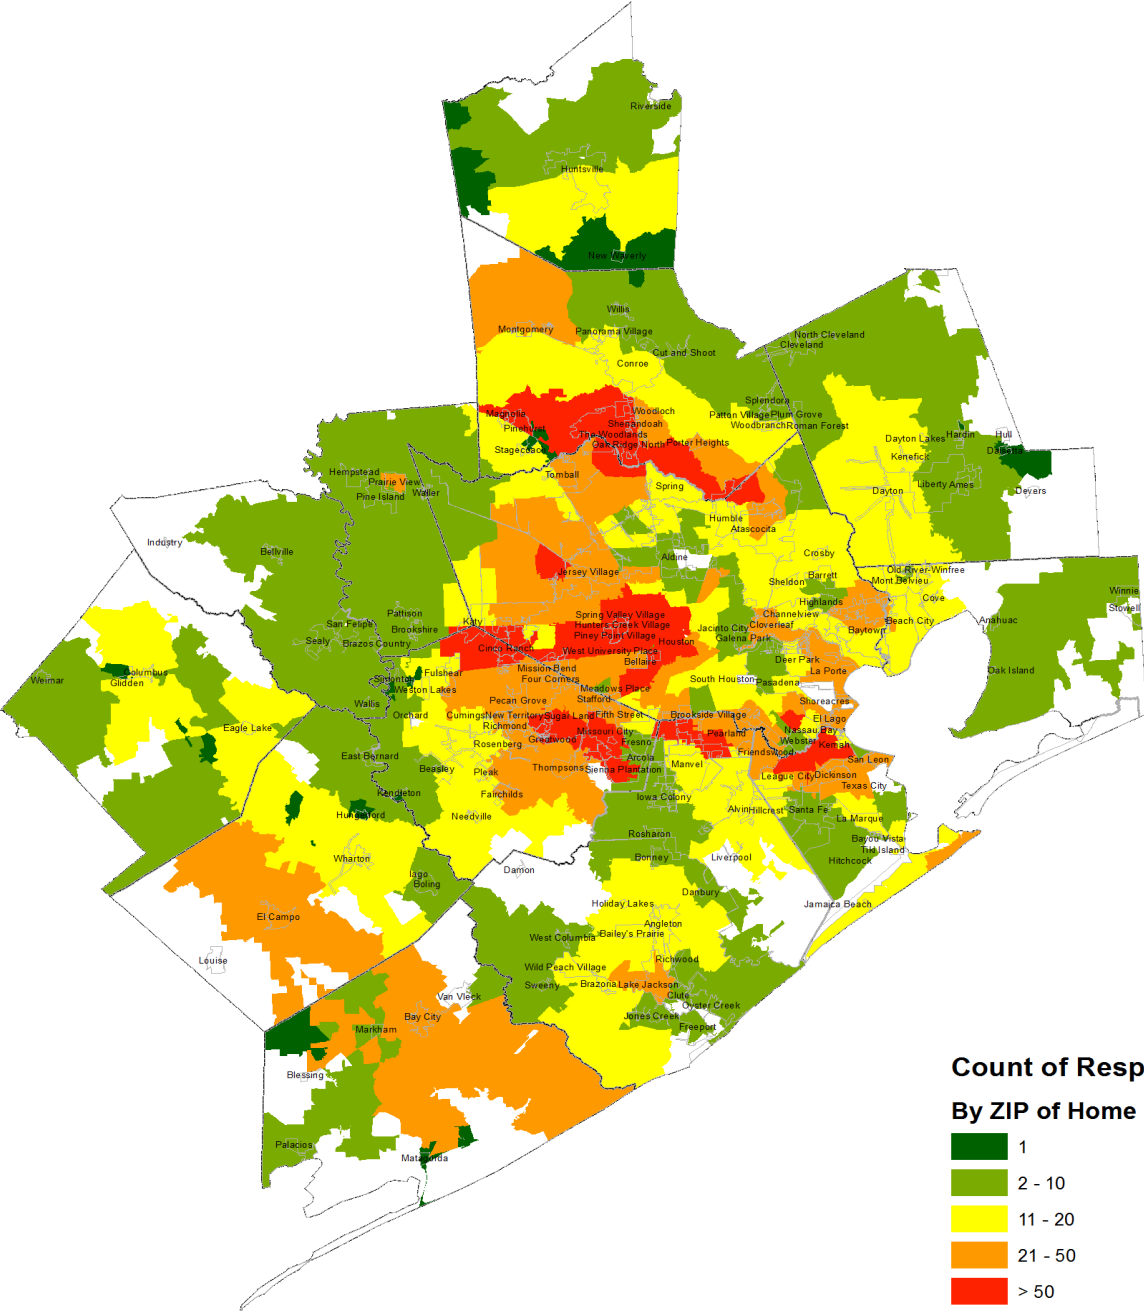 Riverside
Huntsville
New Waverly
Willis
Montgomery
Panorama Village
North Cleveland
Cleveland
Cut and Shoot
Conroe
Splendora
Magnolia
Woodloch
Patton Village
Plum Grove
Shenandoah
Woodbranch
Roman Forest
Pinehurst
The Woodlands
Dayton Lakes
Hardin
Hull
Oak Ridge North
Porter Heights
Stagecoach
Daisetta
Kenefick
Hempstead
Tomball
Prairie View
Spring
Liberty
Ames
Pine Island
Waller
Dayton
Devers
Humble
Atascocita
Industry
Bellville
Aldine
Crosby
Jersey Village
Old River-Winfree
Barrett
Sheldon
Mont Belvieu
Winnie
Cove
Stowell
Highlands
Pattison
Spring Valley Village
Channelview
Katy
San Felipe
Hunters Creek Village
Cloverleaf
Beach City
Anahuac
Brookshire
Piney Point Village
Jacinto City
Baytown
Sealy
Brazos Country
Houston
Galena Park
Cinco Ranch
West University Place
Bellaire
Deer Park
Columbus
Fulshear
Mission Bend
La Porte
Oak Island
Weimar
Glidden
Simonton
Four Corners
South Houston
Pasadena
Weston Lakes
Meadows Place
Wallis
Pecan Grove
Stafford
Shoreacres
Orchard
Cumings
New Territory
Sugar Land
Fifth Street
Brookside Village
El Lago
Eagle Lake
Richmond
Missouri City
Pearland
Nassau Bay
Rosenberg
Greatwood
Fresno
Webster
Kemah
East Bernard
Arcola
Friendswood
San Leon
Beasley
Pleak
Thompsons
Sienna Plantation
Manvel
League City
Dickinson
Kendleton
Fairchilds
Iowa Colony
Texas City
Hungerford
Needville
Alvin
Hillcrest
Santa Fe
La Marque
Rosharon
Bayou Vista
Wharton
Bonney
Liverpool
Tiki Island
Hitchcock
Iago
Damon
Boling
Danbury
Holiday Lakes
Jamaica Beach
El Campo
Angleton
West Columbia
Bailey's Prairie
Louise
Wild Peach Village
Richwood
Sweeny
Brazoria
Lake Jackson
Van Vleck
Clute
Oyster Creek
Bay City
Jones Creek
Markham
Freeport
Blessing
Palacios
Matagorda
Count of Resp
By ZIP of Home
1
2 - 10
11 - 20
21 - 50
> 50